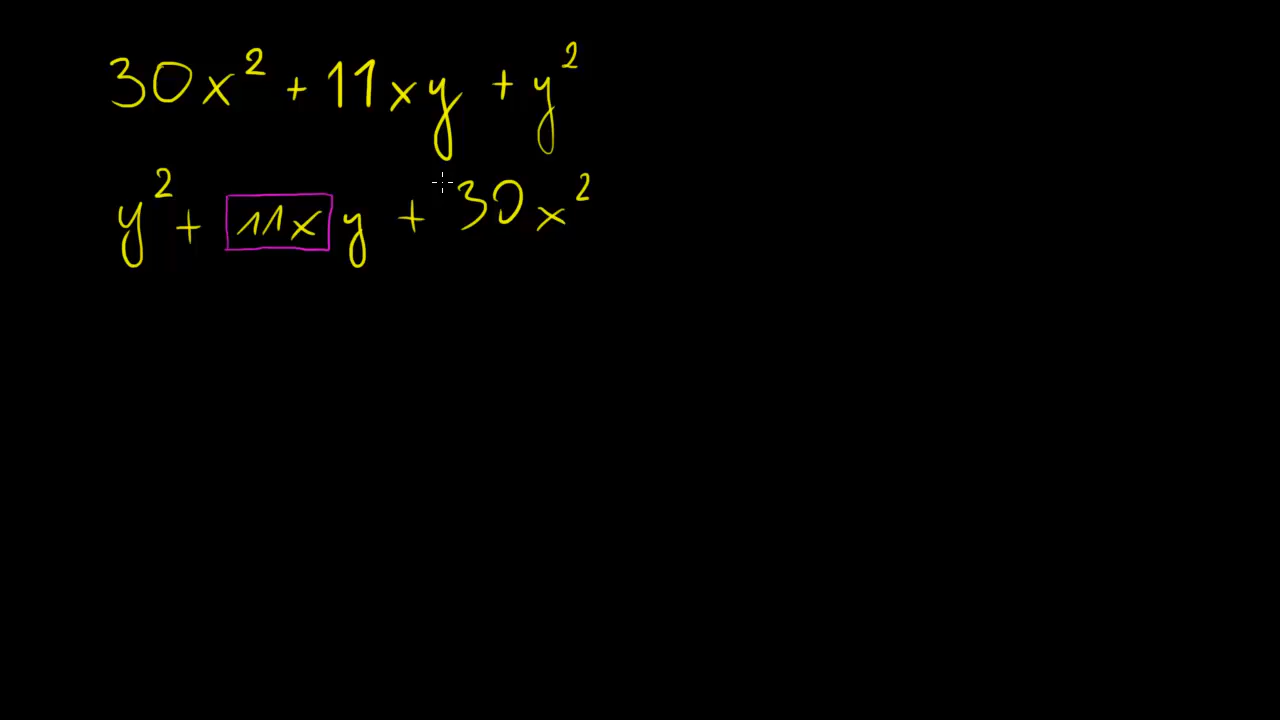 30x² + 11xy + y²
y² + 11x y + 30x²